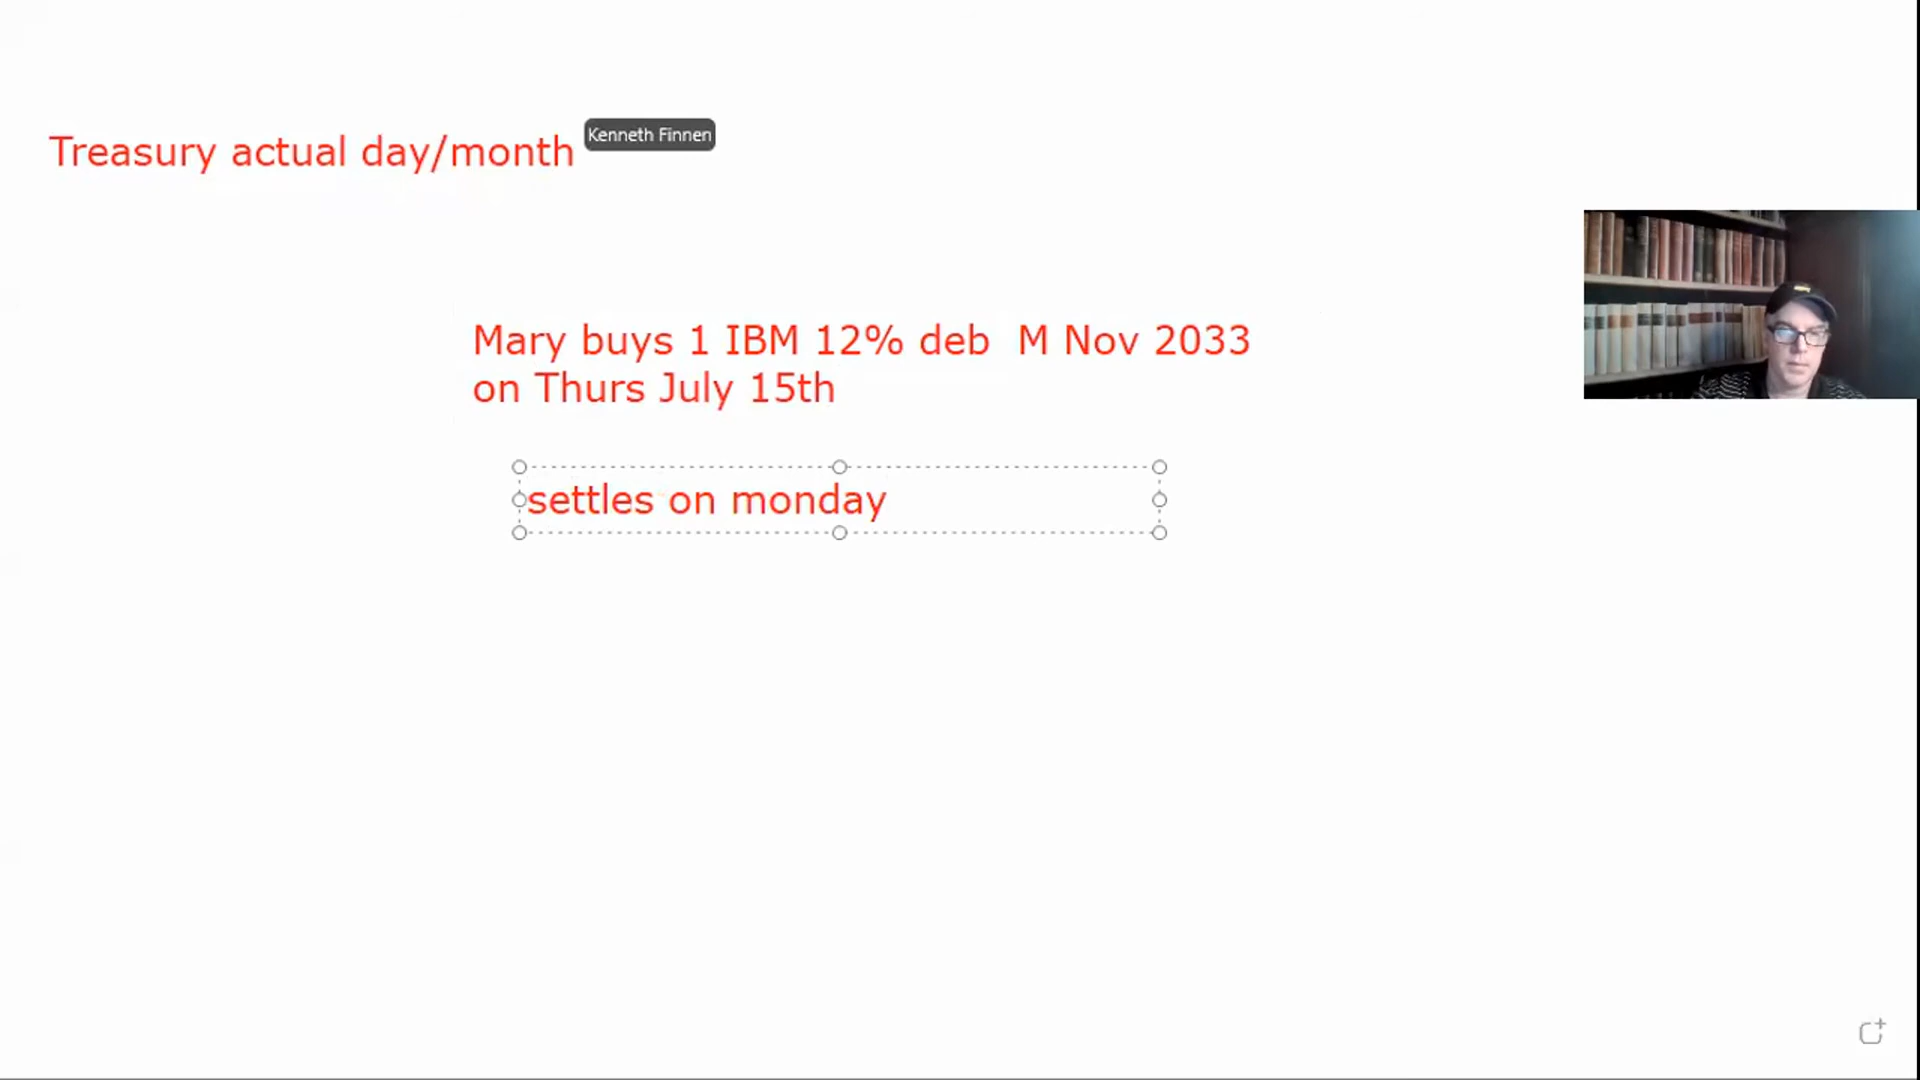 Treasury actual day/month
Kenneth Finnen
Mary buys 1 IBM 12% deb  M Nov 2033
on Thurs July 15th
settles on monday